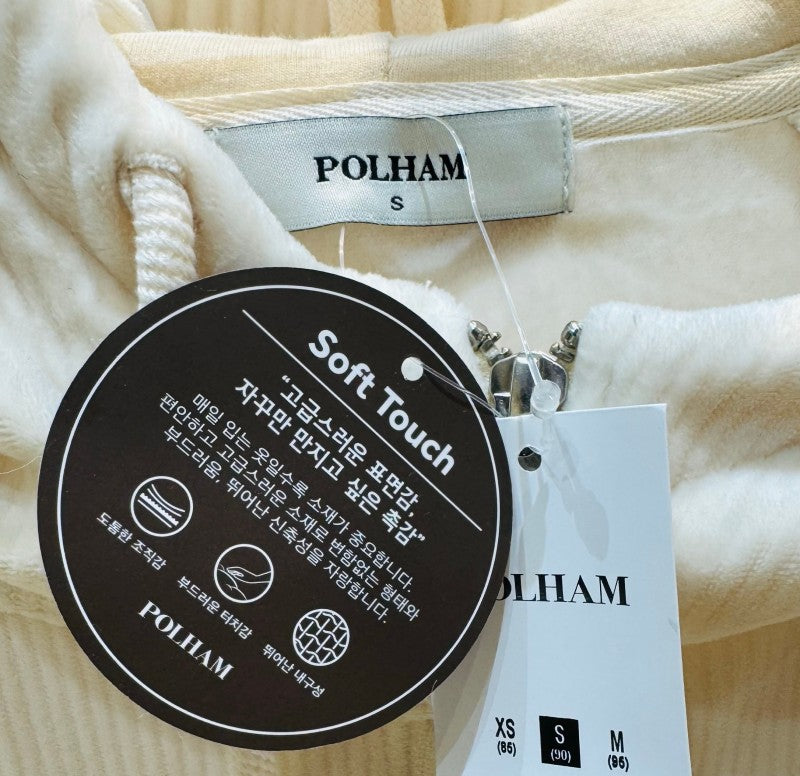 POLHAM
S
Soft Touch
“고급스러운 표면감,
자꾸만 만지고 싶은 촉감”
매일 입는 옷일수록 소재가 중요합니다.
편안하고 고급스러운 소재로 변함없는 형태와
부드러움, 뛰어난 신축성을 자랑합니다.
도톰한 조직감
부드러운 터치감
뛰어난 내구성
POLHAM
OLHAM
XS S M
(85) (90) (95)